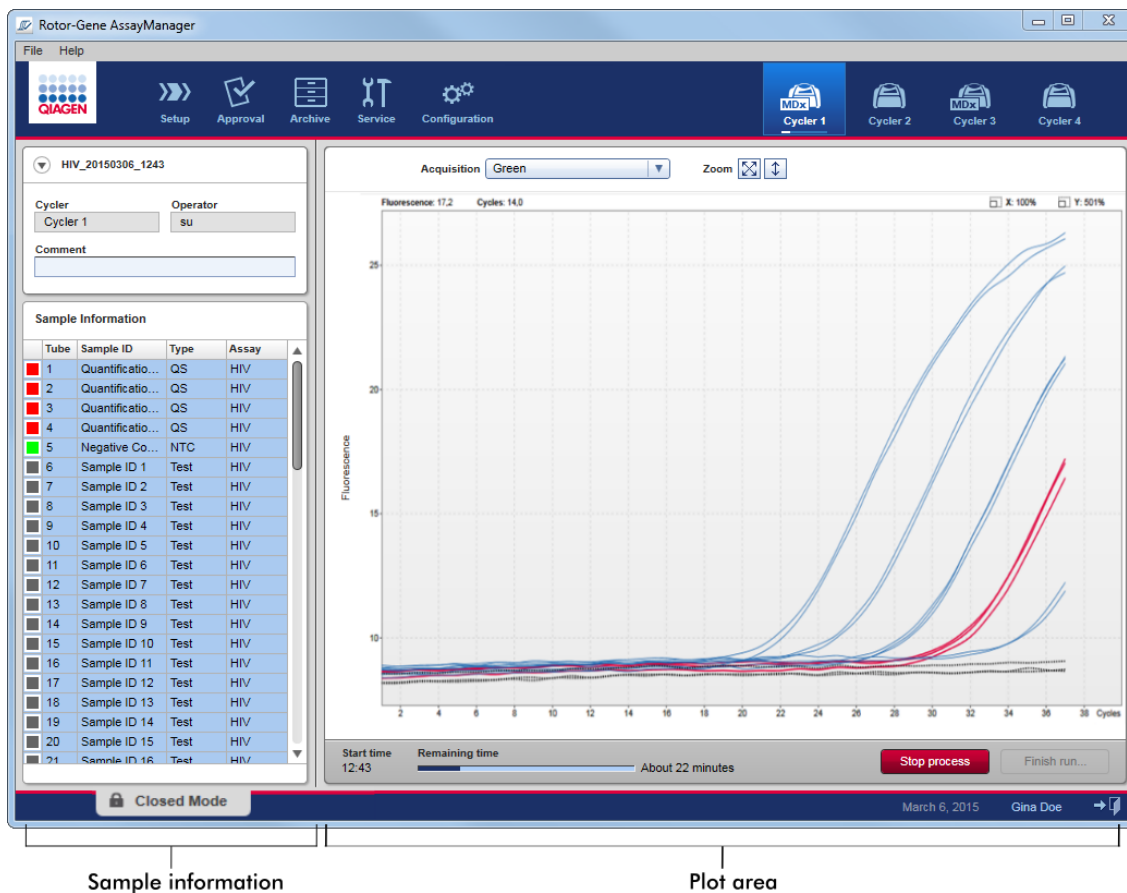 Rotor-Gene AssayManager
File Help
QIAGEN
Setup Approval Archive Service Configuration
MDx MDx
Cycler 1 Cycler 2 Cycler 3 Cycler 4
HIV_20150306_1243
Cycler Operator
Cycler 1 su
Comment
Sample Information
Tube Sample ID Type Assay
1 Quantificatio... QS HIV
2 Quantificatio... QS HIV
3 Quantificatio... QS HIV
4 Quantificatio... QS HIV
5 Negative Co... NTC HIV
6 Sample ID 1 Test HIV
7 Sample ID 2 Test HIV
8 Sample ID 3 Test HIV
9 Sample ID 4 Test HIV
10 Sample ID 5 Test HIV
11 Sample ID 6 Test HIV
12 Sample ID 7 Test HIV
13 Sample ID 8 Test HIV
14 Sample ID 9 Test HIV
15 Sample ID 10 Test HIV
16 Sample ID 11 Test HIV
17 Sample ID 12 Test HIV
18 Sample ID 13 Test HIV
19 Sample ID 14 Test HIV
20 Sample ID 15 Test HIV
21 Sample ID 16 Test HIV
Acquisition Green Zoom
Fluorescence: 17,2 Cycles: 14,0 X: 100% Y: 501%
Fluorescence
25
20
15
10
2 4 6 8 10 12 14 16 18 20 22 24 26 28 30 32 34 36 38 Cycles
Start time Remaining time
12:43 About 22 minutes
Stop process Finish run...
Closed Mode
March 6, 2015 Gina Doe
Sample information Plot area